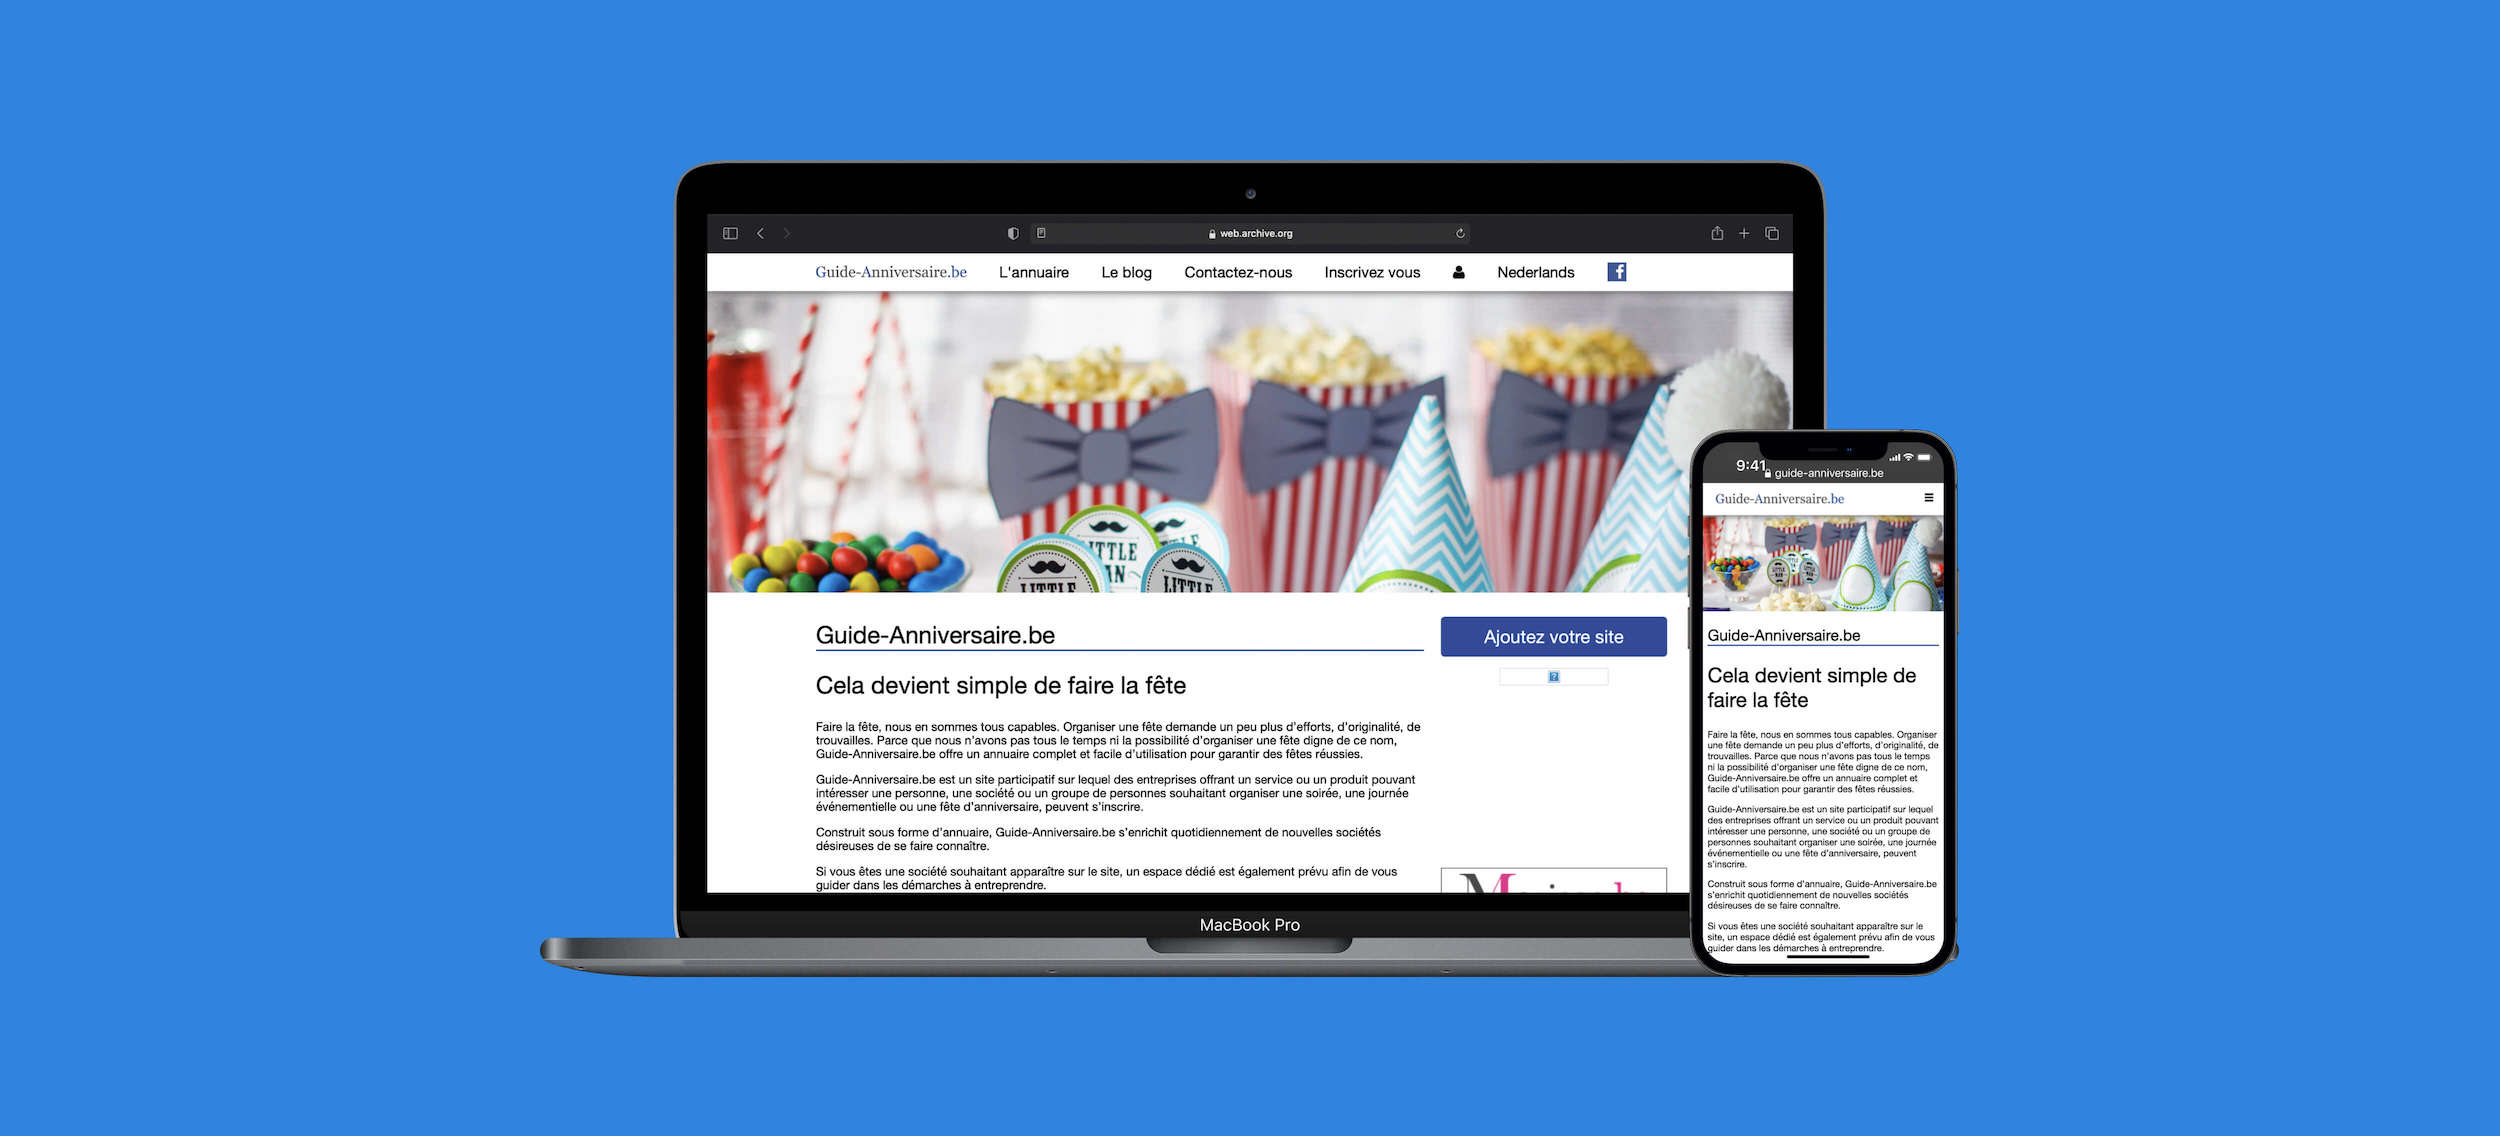 web.archive.org
Guide-Anniversaire.be L'annuaire Le blog Contactez-nous Inscrivez vous Nederlands
LITTLE
MAN
LITTLE
LITTLE
Guide-Anniversaire.be
Ajoutez votre site
Cela devient simple de faire la fête
Faire la fête, nous en sommes tous capables. Organiser une fête demande un peu plus d'efforts, d'originalité, de
trouvailles. Parce que nous n'avons pas tous le temps ni la possibilité d'organiser une fête digne de ce nom,
Guide-Anniversaire.be offre un annuaire complet et facile d'utilisation pour garantir des fêtes réussies.
Guide-Anniversaire.be est un site participatif sur lequel des entreprises offrant un service ou un produit pouvant
intéresser une personne, une société ou un groupe de personnes souhaitant organiser une soirée, une journée
événementielle ou une fête d'anniversaire, peuvent s'inscrire.
Construit sous forme d'annuaire, Guide-Anniversaire.be s'enrichit quotidiennement de nouvelles sociétés
désireuses de se faire connaître.
Si vous êtes une société souhaitant apparaître sur le site, un espace dédié est également prévu afin de vous
guider dans les démarches à entreprendre.
MacBook Pro
9:41
guide-anniversaire.be
Guide-Anniversaire.be
LITTLE
MAN
Guide-Anniversaire.be
Cela devient simple de
faire la fête
Faire la fête, nous en sommes tous capables. Organiser
une fête demande un peu plus d'efforts, d'originalité, de
trouvailles. Parce que nous n'avons pas tous le temps
ni la possibilité d'organiser une fête digne de ce nom,
Guide-Anniversaire.be offre un annuaire complet et
facile d'utilisation pour garantir des fêtes réussies.
Guide-Anniversaire.be est un site participatif sur lequel
des entreprises offrant un service ou un produit pouvant
intéresser une personne, une société ou un groupe de
personnes souhaitant organiser une soirée, une journée
événementielle ou une fête d'anniversaire, peuvent
s'inscrire.
Construit sous forme d'annuaire, Guide-Anniversaire.be
s'enrichit quotidiennement de nouvelles sociétés
désireuses de se faire connaître.
Si vous êtes une société souhaitant apparaître sur le
site, un espace dédié est également prévu afin de vous
guider dans les démarches à entreprendre.